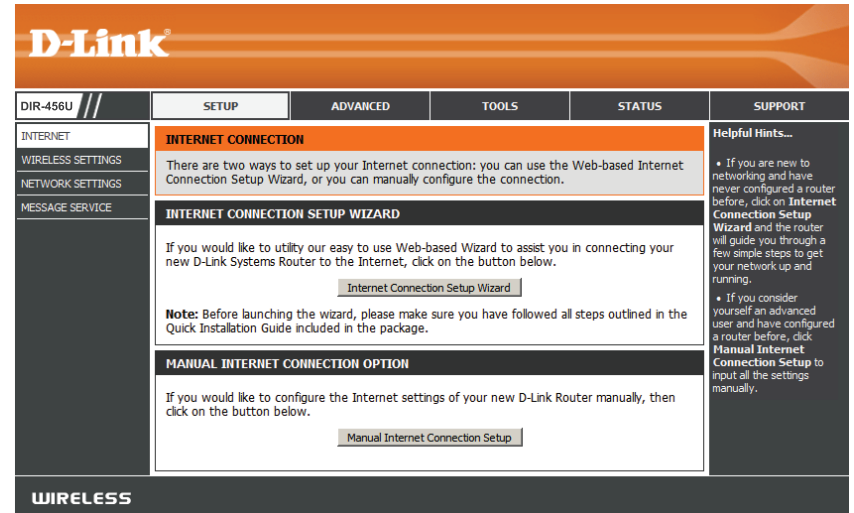 D-Link
DIR-456U
SETUP
ADVANCED
TOOLS
STATUS
SUPPORT
INTERNET
WIRELESS SETTINGS
NETWORK SETTINGS
MESSAGE SERVICE
INTERNET CONNECTION
There are two ways to set up your Internet connection: you can use the Web-based Internet
Connection Setup Wizard, or you can manually configure the connection.
INTERNET CONNECTION SETUP WIZARD
If you would like to utility our easy to use Web-based Wizard to assist you in connecting your
new D-Link Systems Router to the Internet, click on the button below.
Internet Connection Setup Wizard
Note: Before launching the wizard, please make sure you have followed all steps outlined in the
Quick Installation Guide included in the package.
MANUAL INTERNET CONNECTION OPTION
If you would like to configure the Internet settings of your new D-Link Router manually, then
click on the button below.
Manual Internet Connection Setup
Helpful Hints...
• If you are new to
networking and have
never configured a router
before, click on Internet
Connection Setup
Wizard and the router
will guide you through a
few simple steps to get
your network up and
running.
• If you consider
yourself an advanced
user and have configured
a router before, click
Manual Internet
Connection Setup to
input all the settings
manually.
WIRELESS